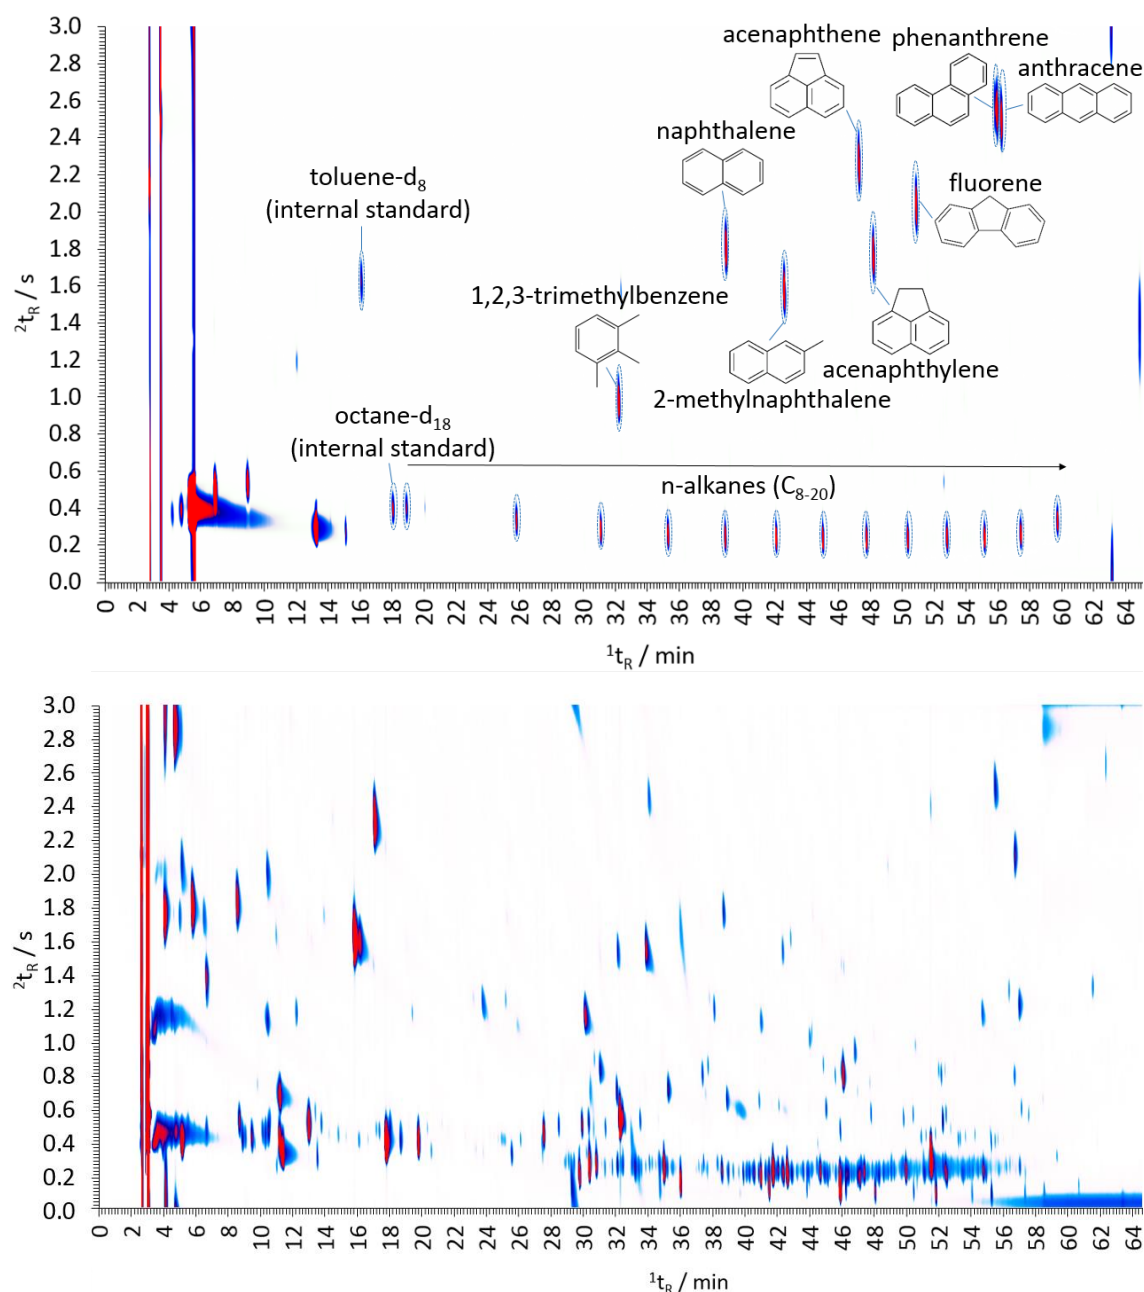 3.0
2.8
2.6
2.4
2.2
2.0
1.8
1.6
1.4
1.2
1.0
0.8
0.6
0.4
0.2
0.0
²tR / s
acenaphthene phenanthrene
anthracene
naphthalene
toluene-d8
(internal standard)
fluorene
1,2,3-trimethylbenzene
acenaphthylene
2-methylnaphthalene
octane-d18
(internal standard)
n-alkanes (C8-20)
0 2 4 6 8 10 12 14 16 18 20 22 24 26 28 30 32 34 36 38 40 42 44 46 48 50 52 54 56 58 60 62 64
¹tR / min
3.0
2.8
2.6
2.4
2.2
2.0
1.8
1.6
1.4
1.2
1.0
0.8
0.6
0.4
0.2
0.0
²tR / s
0 2 4 6 8 10 12 14 16 18 20 22 24 26 28 30 32 34 36 38 40 42 44 46 48 50 52 54 56 58 60 62 64
¹tR / min